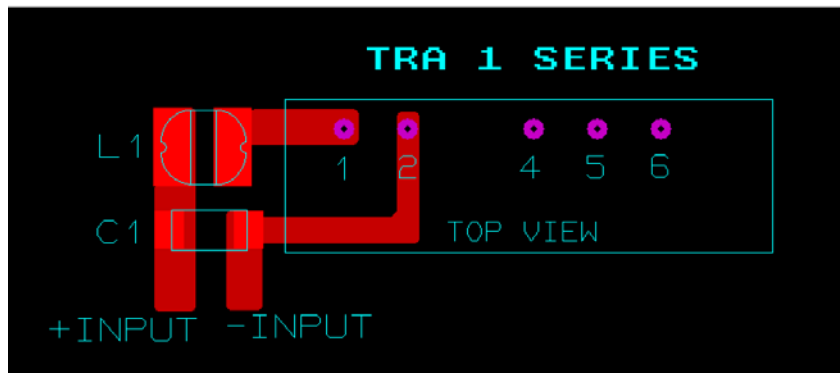 TRA 1 SERIES
L1
1 2 4 5 6
C1
TOP VIEW
+INPUT -INPUT